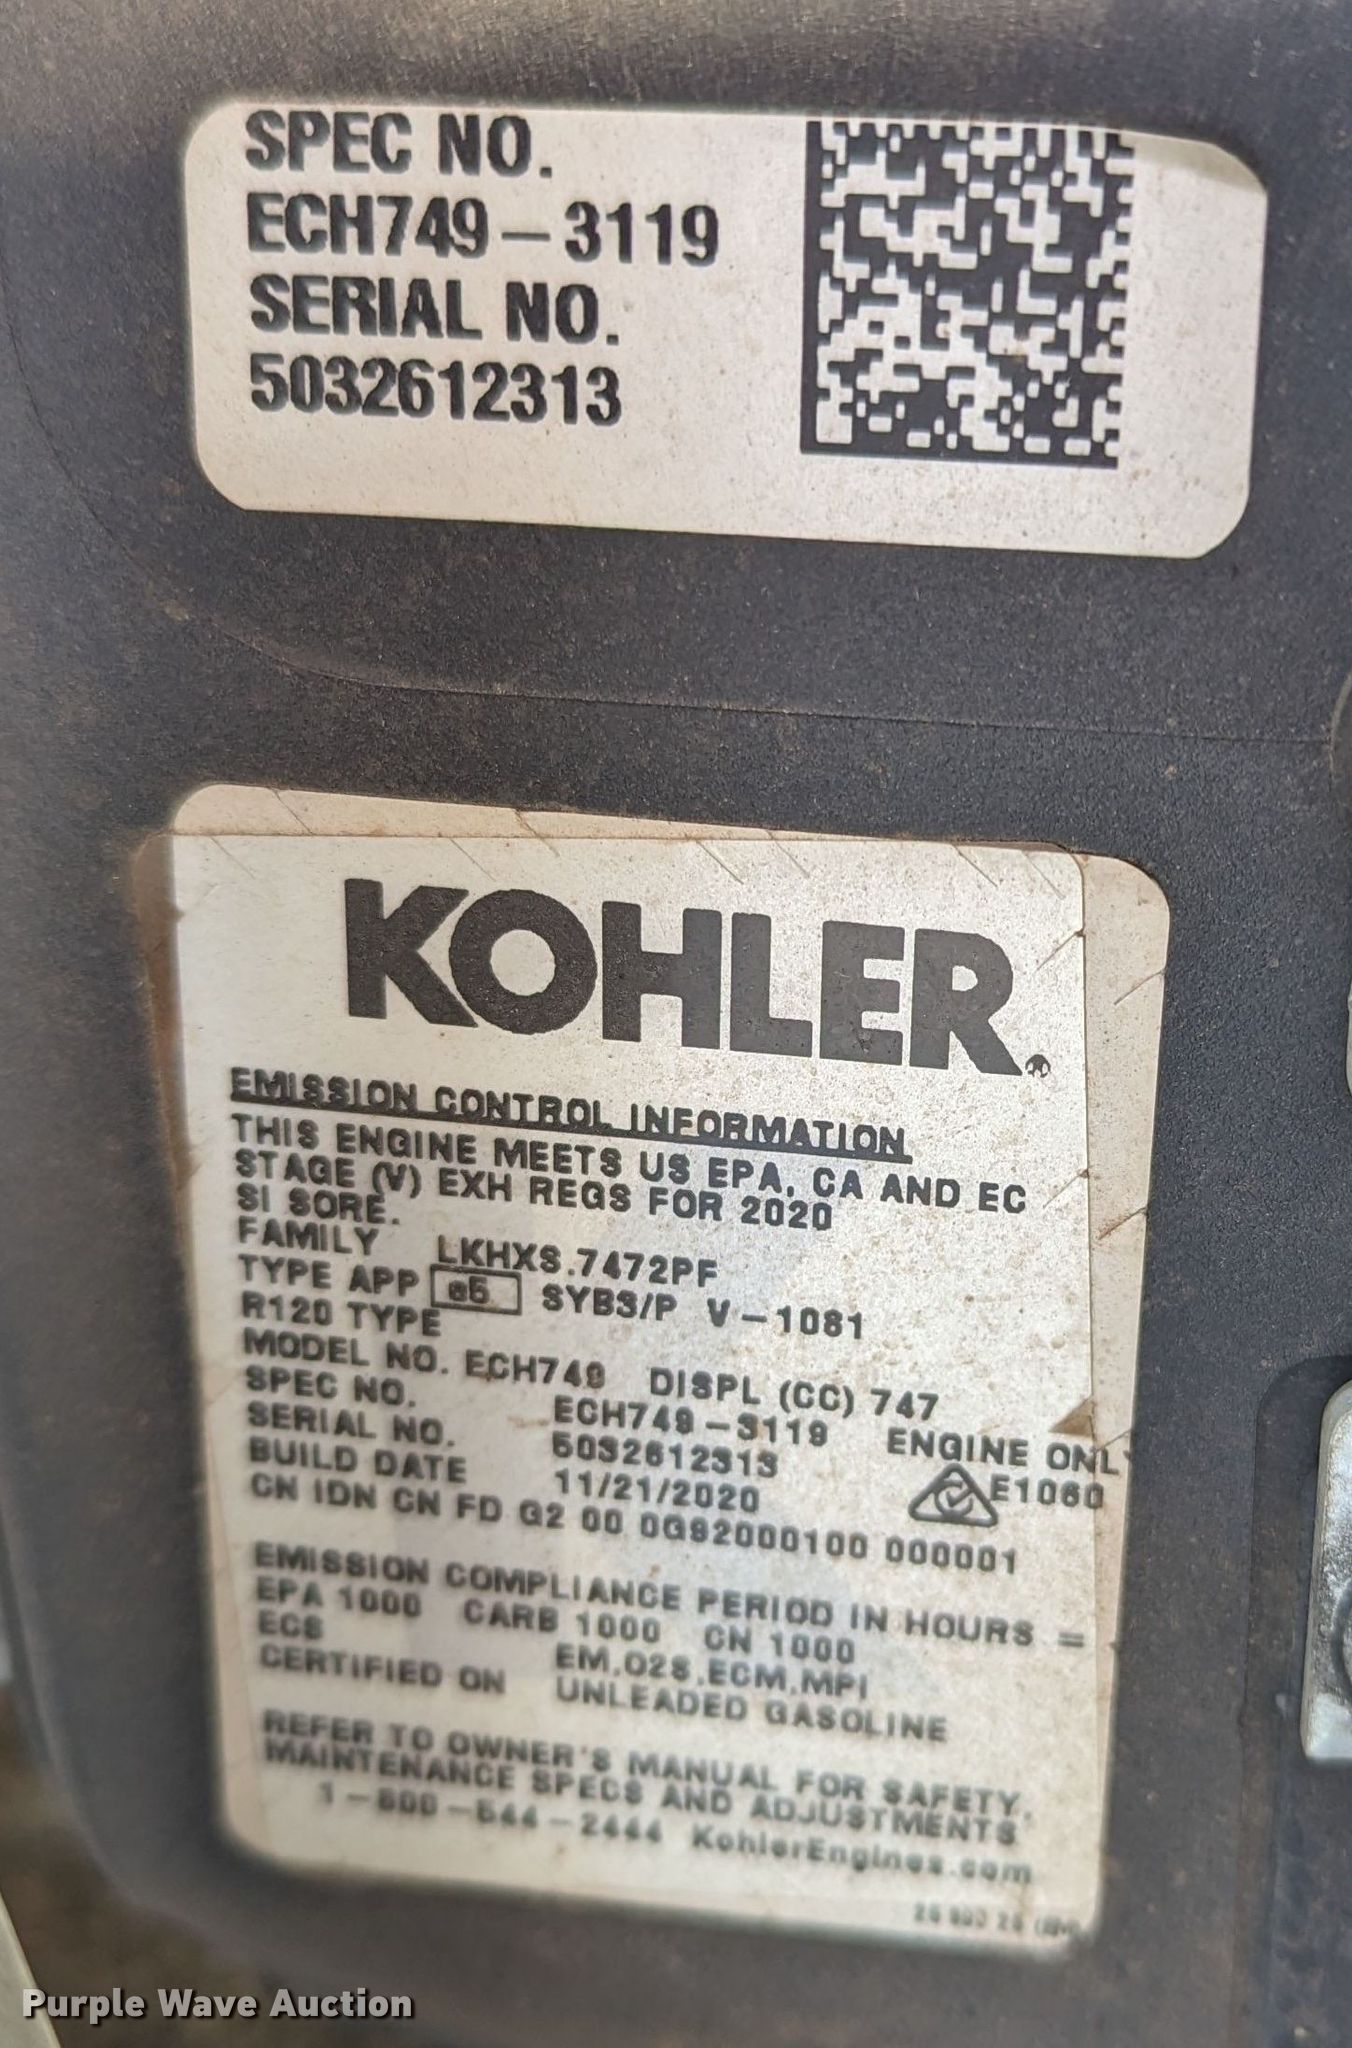 SPEC NO.
ECH749-3119
SERIAL NO.
5032612313
KOHLER
EMISSION CONTROL INFORMATION
THIS ENGINE MEETS US EPA, CA AND EC
STAGE (V) EXH REGS FOR 2020
SI SORE.
FAMILY LKHXS.7472PF
TYPE APP e5 SYB3/P V-1081
R120 TYPE
MODEL NO. ECH749 DISPL (CC) 747
SPEC NO. ECH749-3119 ENGINE ONLY
SERIAL NO. 5032612313
BUILD DATE 11/21/2020 E1060
CN IDN CN FD G2 00 0G92000100 000001
EMISSION COMPLIANCE PERIOD IN HOURS =
EPA 1000 CARB 1000 CN 1000
ECS EM,O2S,ECM,MPI
CERTIFIED ON UNLEADED GASOLINE
REFER TO OWNER'S MANUAL FOR SAFETY,
MAINTENANCE SPECS AND ADJUSTMENTS
1-800-544-2444 KohlerEngines.com
Purple Wave Auction